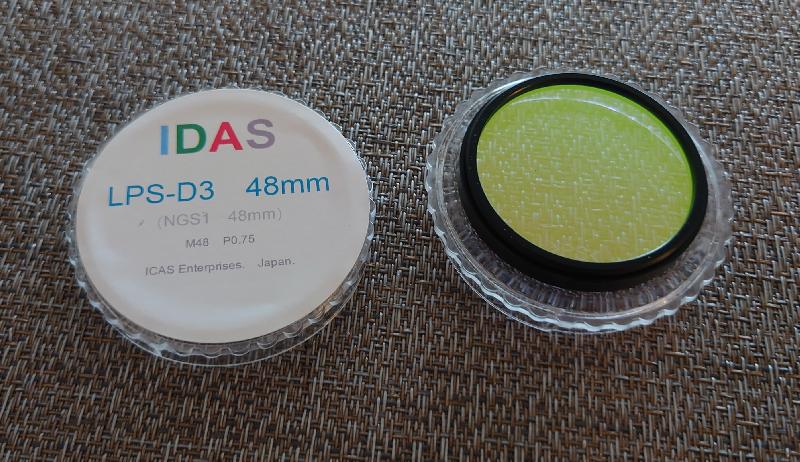 IDAS
LPS-D3 48mm
(NGS1 48mm)
M48 P0.75
ICAS Enterprises. Japan.